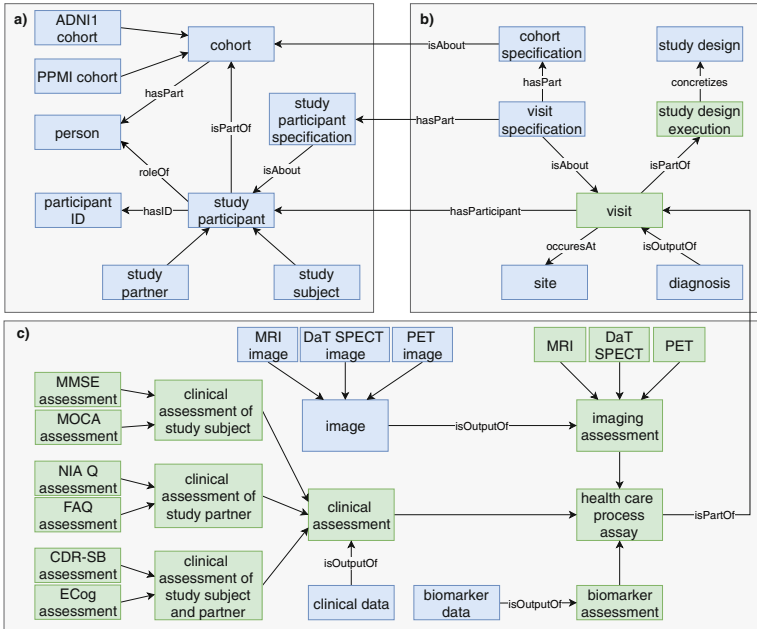 a)
ADNI1
cohort
PPMI cohort
cohort
hasPart
person
isPartOf
study
participant
specification
roleOf
isAbout
participant
ID
hasID
study
participant
study
partner
study
subject
b)
isAbout
cohort
specification
study design
hasPart
concretizes
hasPart
visit
specification
study design
execution
isAbout
isPartOf
hasParticipant
visit
occuresAt
isOutputOf
site
diagnosis
c)
MRI
image
DaT SPECT
image
PET
image
MRI
DaT
SPECT
PET
MMSE
assessment
MOCA
assessment
clinical
assessment of
study subject
image
isOutputOf
imaging
assessment
NIA Q
assessment
FAQ
assessment
clinical
assessment of
study partner
clinical
assessment
health care
process
assay
isPartOf
CDR-SB
assessment
ECog
assessment
clinical
assessment of
study subject
and partner
isOutputOf
clinical data
biomarker
data
isOutputOf
biomarker
assessment